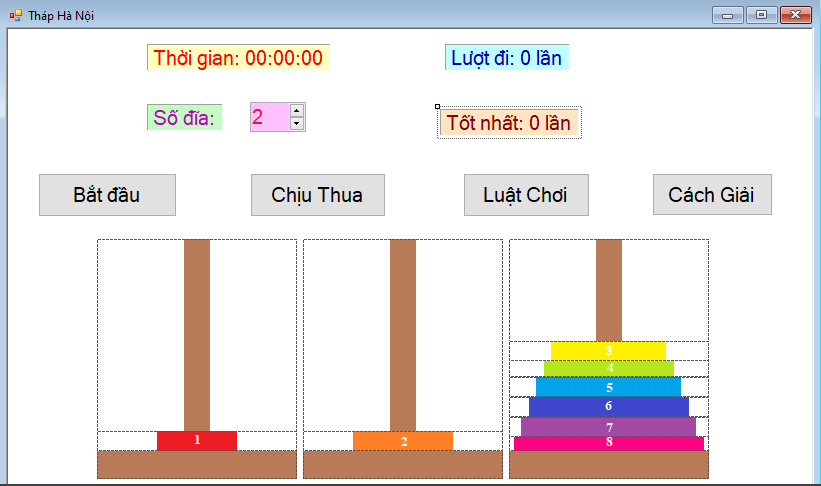 Tháp Hà Nội
Thời gian: 00:00:00
Lượt đi: 0 lần
Số đĩa:
2
Tốt nhất: 0 lần
Bắt đầu
Chịu Thua
Luật Chơi
Cách Giải
3
4
5
6
7
8
1
2